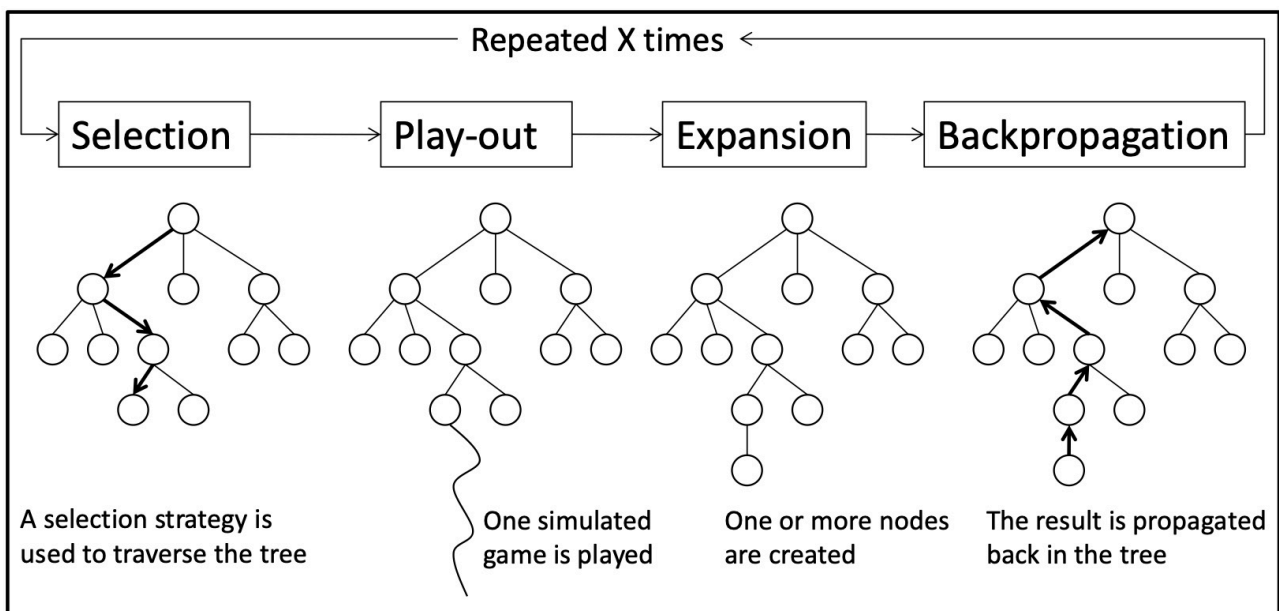 Repeated X times
Selection
Play-out
Expansion
Backpropagation
A selection strategy is
used to traverse the tree
One simulated
game is played
One or more nodes
are created
The result is propagated
back in the tree